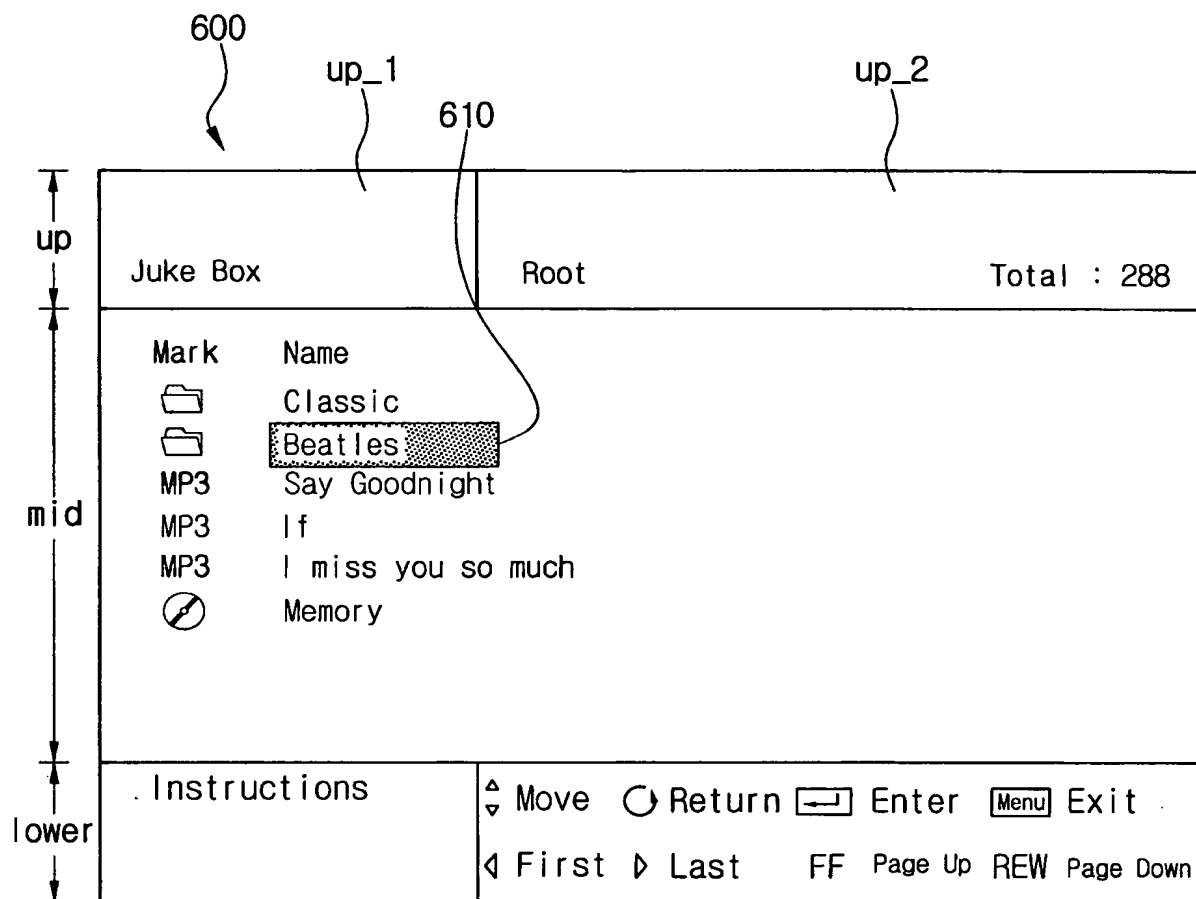 600
up_1 up_2
610
up
Juke Box Root Total : 288
Mark Name
Classic
Beatles
MP3 Say Goodnight
mid
MP3 If
MP3 I miss you so much
Memory
Instructions Move Return Enter Menu Exit
lower
First Last FF Page Up REW Page Down